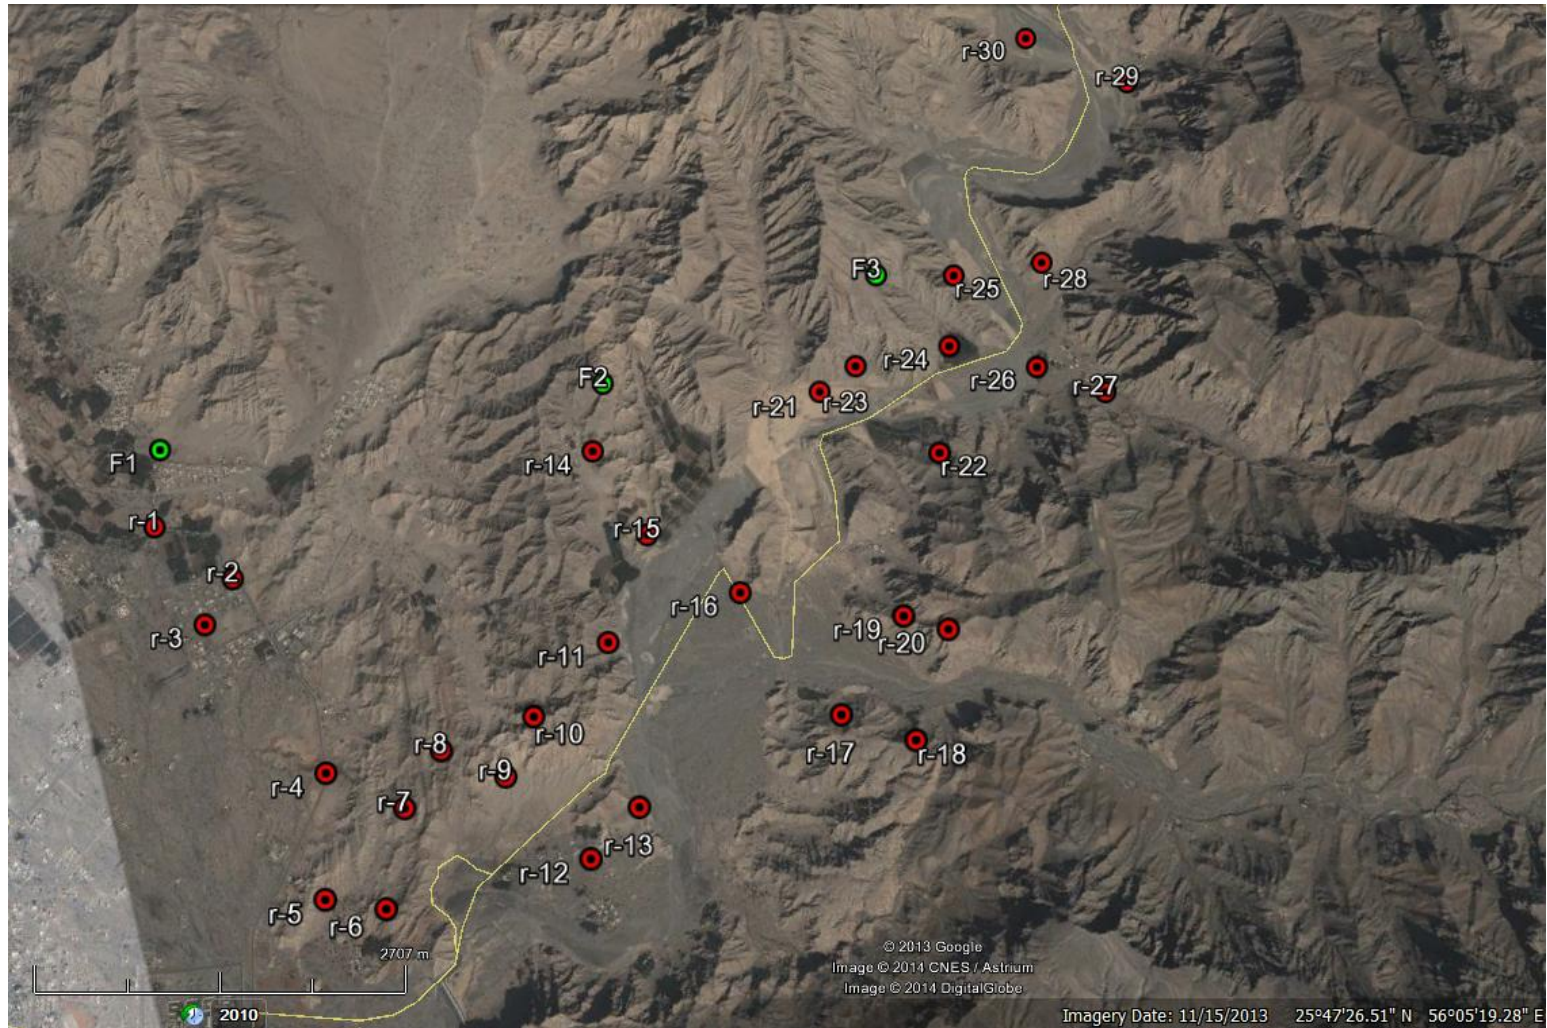 r-30
r-29
F3
r-25
r-28
r-24
F2
r-26
r-27
r-21
r-23
F1
r-14
r-22
r-1
r-15
r-2
r-16
r-3
r-19
r-20
r-11
r-10
r-17
r-8
r-18
r-9
r-4
r-7
r-13
r-12
r-5
r-6
2707 m
© 2013 Google
Image © 2014 CNES / Astrium
Image © 2014 DigitalGlobe
2010
Imagery Date: 11/15/2013 25°47'26.51" N 56°05'19.28" E